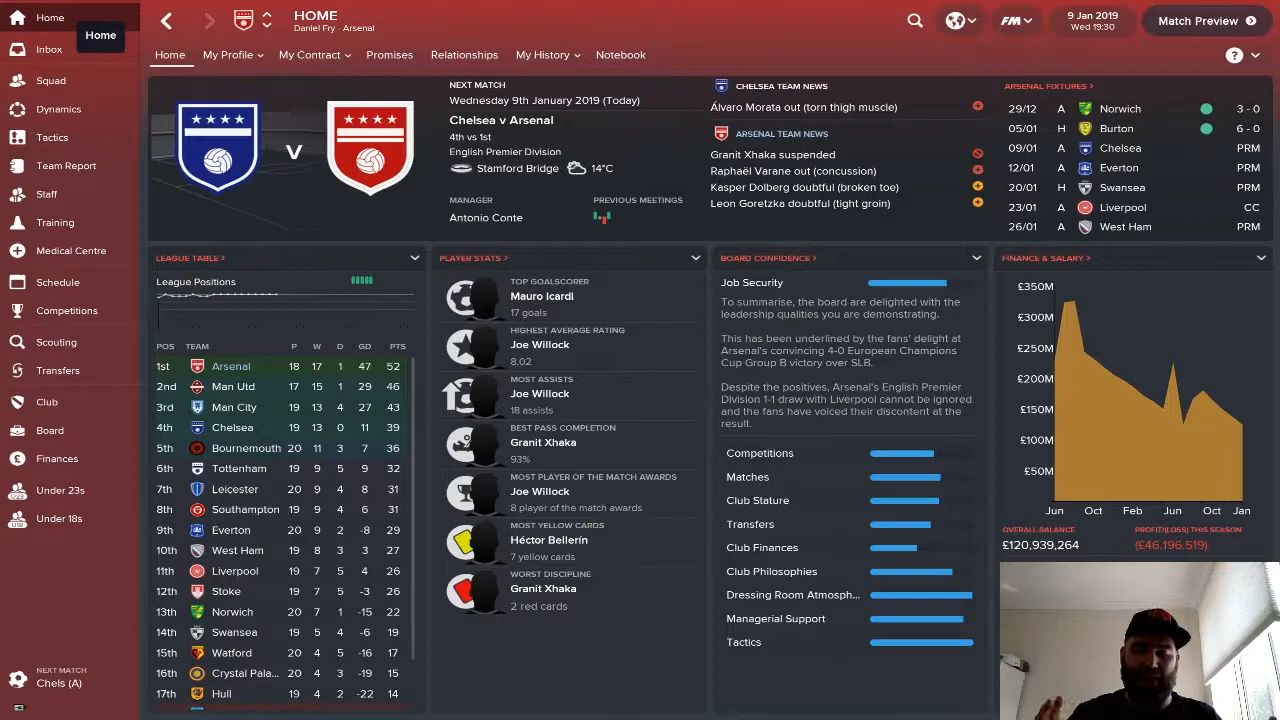 HOME
Daniel Fry - Arsenal
FM
9 Jan 2019
Wed 19:30
Match Preview
Home
Inbox
Squad
Dynamics
Tactics
Team Report
Staff
Training
Medical Centre
Schedule
Competitions
Scouting
Transfers
Club
Board
Finances
Under 23s
U23
Under 18s
U18
NEXT MATCH
Chels (A)
Home
Home
My Profile
My Contract
Promises
Relationships
My History
Notebook
?
V
NEXT MATCH
Wednesday 9th January 2019 (Today)
Chelsea v Arsenal
4th vs 1st
English Premier Division
Stamford Bridge 14°C
MANAGER
Antonio Conte
PREVIOUS MEETINGS
CHELSEA TEAM NEWS
Álvaro Morata out (torn thigh muscle)
ARSENAL TEAM NEWS
Granit Xhaka suspended
Raphaël Varane out (concussion)
Kasper Dolberg doubtful (broken toe)
Leon Goretzka doubtful (tight groin)
ARSENAL FIXTURES >
29/12 A Norwich 3 - 0
05/01 H Burton 6 - 0
09/01 A Chelsea PRM
12/01 A Everton PRM
20/01 H Swansea PRM
23/01 A Liverpool CC
26/01 A West Ham PRM
LEAGUE TABLE >
League Positions
POS TEAM P W D GD PTS
1st Arsenal 18 17 1 47 52
2nd Man Utd 17 15 1 29 46
3rd Man City 19 13 4 27 43
4th Chelsea 19 13 0 11 39
5th Bournemouth 20 11 3 7 36
6th Tottenham 19 9 5 9 32
7th Leicester 20 9 4 8 31
8th Southampton 19 9 4 6 31
9th Everton 20 9 2 -8 29
10th West Ham 19 8 3 3 27
11th Liverpool 19 7 5 4 26
12th Stoke 19 7 5 -3 26
13th Norwich 20 7 1 -15 22
14th Swansea 19 5 4 -6 19
15th Watford 20 4 5 -16 17
16th Crystal Pala... 20 4 3 -19 15
17th Hull 19 4 2 -22 14
PLAYER STATS >
TOP GOALSCORER
Mauro Icardi
17 goals
HIGHEST AVERAGE RATING
Joe Willock
8.02
MOST ASSISTS
Joe Willock
18 assists
BEST PASS COMPLETION
Granit Xhaka
93%
MOST PLAYER OF THE MATCH AWARDS
Joe Willock
8 player of the match awards
MOST YELLOW CARDS
Héctor Bellerín
7 yellow cards
WORST DISCIPLINE
Granit Xhaka
2 red cards
BOARD CONFIDENCE >
Job Security
To summarise, the board are delighted with the
leadership qualities you are demonstrating.
This has been underlined by the fans' delight at
Arsenal's convincing 4-0 European Champions
Cup Group B victory over SLB.
Despite the positives, Arsenal's English Premier
Division 1-1 draw with Liverpool cannot be ignored
and the fans have voiced their discontent at the
result.
Competitions
Matches
Club Stature
Transfers
Club Finances
Club Philosophies
Dressing Room Atmosph...
Managerial Support
Tactics
FINANCE & SALARY >
£350M
£300M
£250M
£200M
£150M
£100M
£50M
Jun Oct Feb Jun Oct Jan
OVERALL BALANCE
£120,939,264
PROFIT/(LOSS) THIS SEASON
(£46,196,519)